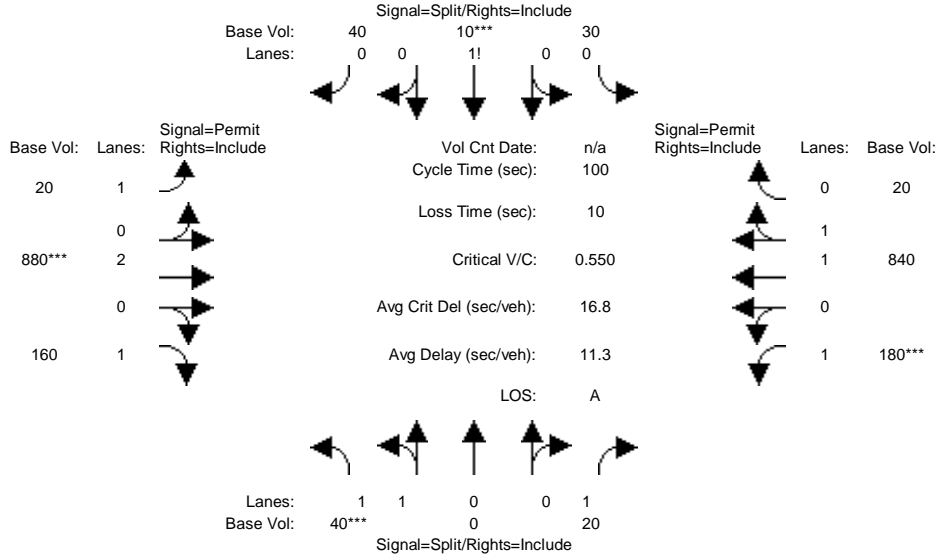 Signal=Split/Rights=Include
Base Vol: 40 10*** 30
Lanes: 0 0 1! 0 0
Signal=Permit
Base Vol: Lanes: Rights=Include
Vol Cnt Date: n/a
Signal=Permit
Rights=Include Lanes: Base Vol:
Cycle Time (sec): 100
20 1
0 20
Loss Time (sec): 10
0
1
880*** 2
Critical V/C: 0.550
1 840
0
Avg Crit Del (sec/veh): 16.8
0
160 1
Avg Delay (sec/veh): 11.3
1 180***
LOS: A
Lanes: 1 1 0 0 1
Base Vol: 40*** 0 20
Signal=Split/Rights=Include